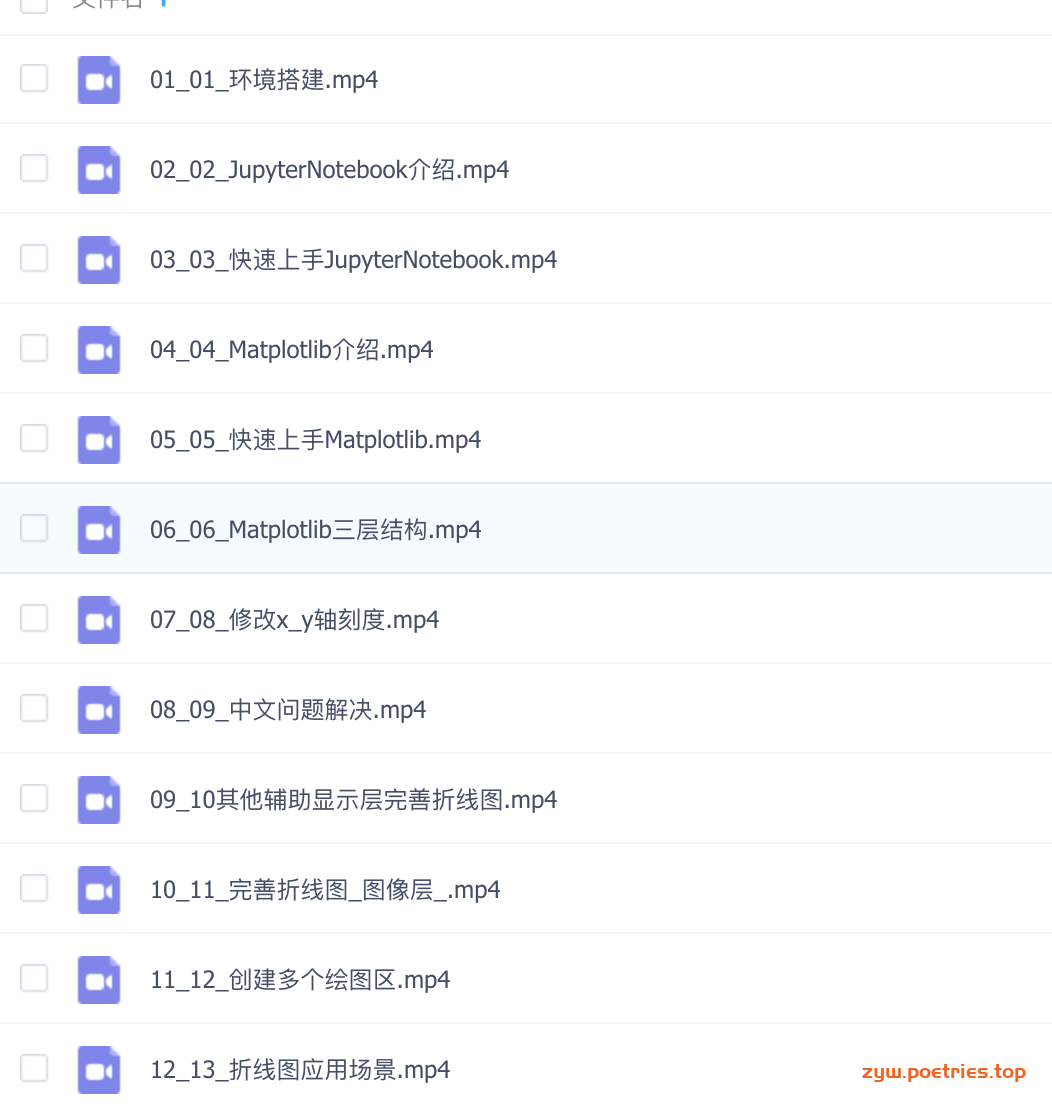 文件名
01_01_环境搭建.mp4
02_02_JupyterNotebook介绍.mp4
03_03_快速上手JupyterNotebook.mp4
04_04_Matplotlib介绍.mp4
05_05_快速上手Matplotlib.mp4
06_06_Matplotlib三层结构.mp4
07_08_修改x_y轴刻度.mp4
08_09_中文问题解决.mp4
09_10其他辅助显示层完善折线图.mp4
10_11_完善折线图_图像层_.mp4
11_12_创建多个绘图区.mp4
12_13_折线图应用场景.mp4
zyw.poetries.top